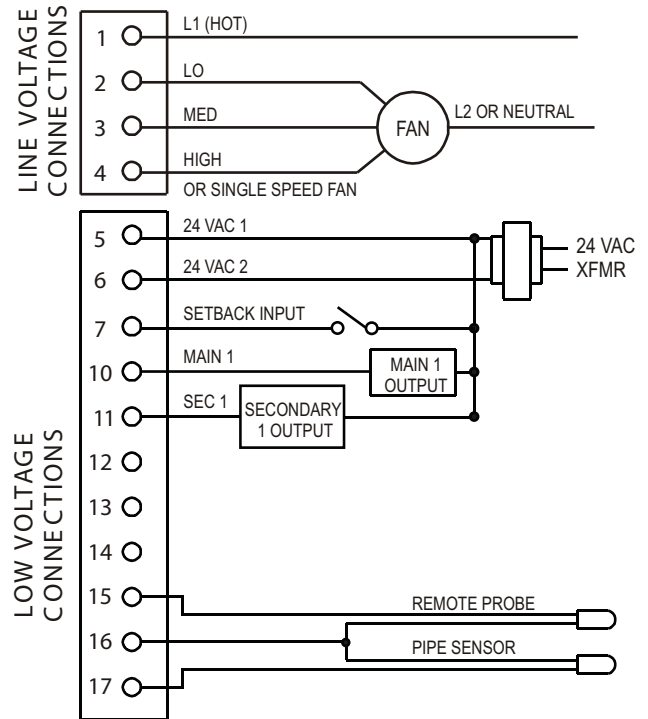 LINE VOLTAGE
CONNECTIONS
1
L1 (HOT)
2
LO
3
MED
FAN
L2 OR NEUTRAL
4
HIGH
OR SINGLE SPEED FAN
LOW VOLTAGE
CONNECTIONS
5
24 VAC 1
24 VAC
XFMR
6
24 VAC 2
7
SETBACK INPUT
10
MAIN 1
MAIN 1
OUTPUT
11
SEC 1
SECONDARY
1 OUTPUT
12
13
14
15
REMOTE PROBE
16
PIPE SENSOR
17